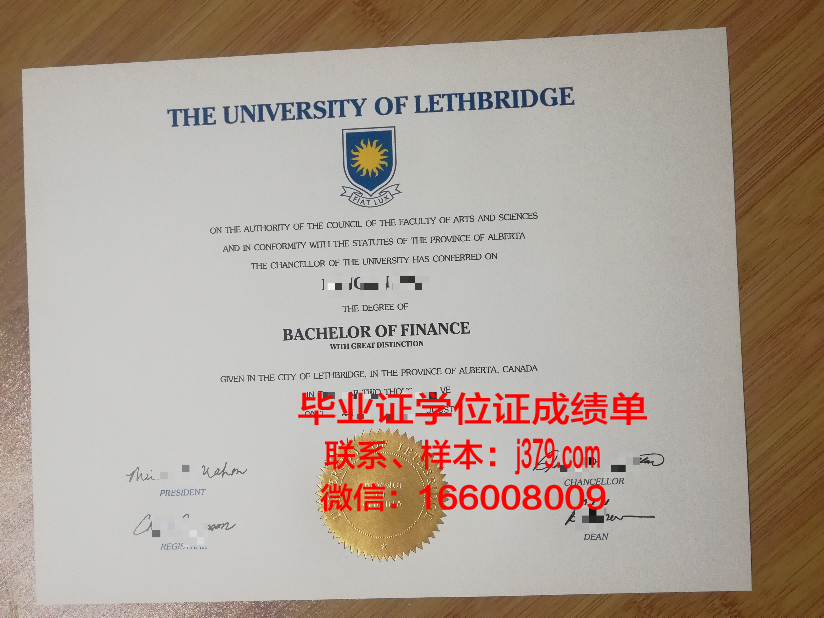 THE UNIVERSITY OF LETHBRIDGE
FIAT LUX
ON THE AUTHORITY OF THE COUNCIL OF THE FACULTY OF ARTS AND SCIENCES
AND IN CONFORMITY WITH THE STATUTES OF THE PROVINCE OF ALBERTA
THE CHANCELLOR OF THE UNIVERSITY HAS CONFERRED ON
THE DEGREE OF
BACHELOR OF FINANCE
WITH GREAT DISTINCTION
GIVEN IN THE CITY OF LETHBRIDGE, IN THE PROVINCE OF ALBERTA, CANADA
IN
毕业证学位证成绩单
联系、样本：j379.com
微信：166008009
PRESIDENT
CHANCELLOR
DEAN